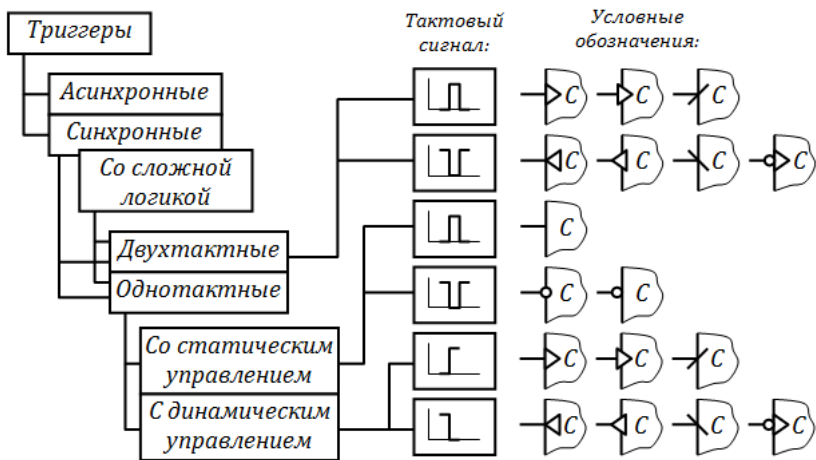 Триггеры
Тактовый
сигнал:
Условные
обозначения:
Асинхронные
Синхронные
Со сложной
логикой
Двухтактные
Однотактные
Со статическим
управлением
С динамическим
управлением
C C C
C C C C
C
C C
C C C
C C C C